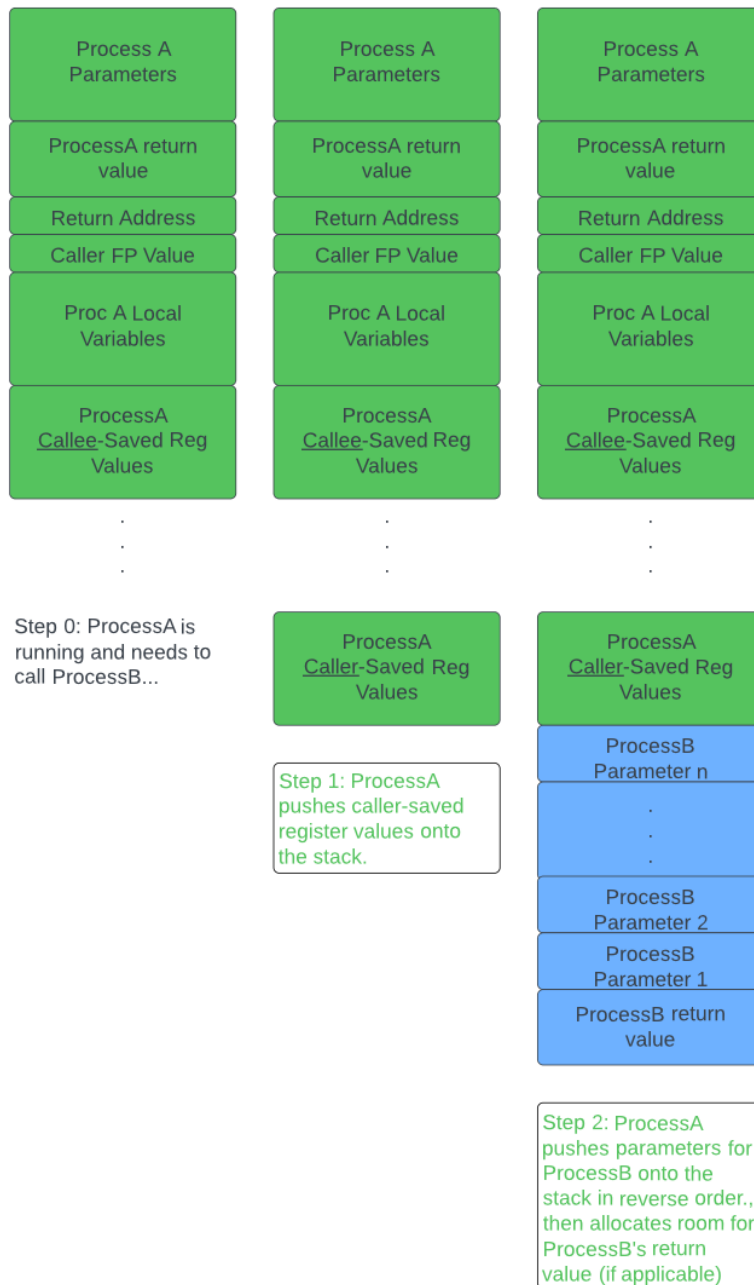 Process A
Parameters
ProcessA return
value
Return Address
Caller FP Value
Proc A Local
Variables
ProcessA
Callee-Saved Reg
Values
.
.
.
Step 0: ProcessA is
running and needs to
call ProcessB...
Process A
Parameters
ProcessA return
value
Return Address
Caller FP Value
Proc A Local
Variables
ProcessA
Callee-Saved Reg
Values
.
.
.
ProcessA
Caller-Saved Reg
Values
Step 1: ProcessA
pushes caller-saved
register values onto
the stack.
Process A
Parameters
ProcessA return
value
Return Address
Caller FP Value
Proc A Local
Variables
ProcessA
Callee-Saved Reg
Values
.
.
.
ProcessA
Caller-Saved Reg
Values
ProcessB
Parameter n
.
.
.
ProcessB
Parameter 2
ProcessB
Parameter 1
ProcessB return
value
Step 2: ProcessA
pushes parameters for
ProcessB onto the
stack in reverse order.,
then allocates room for
ProcessB's return
value (if applicable)